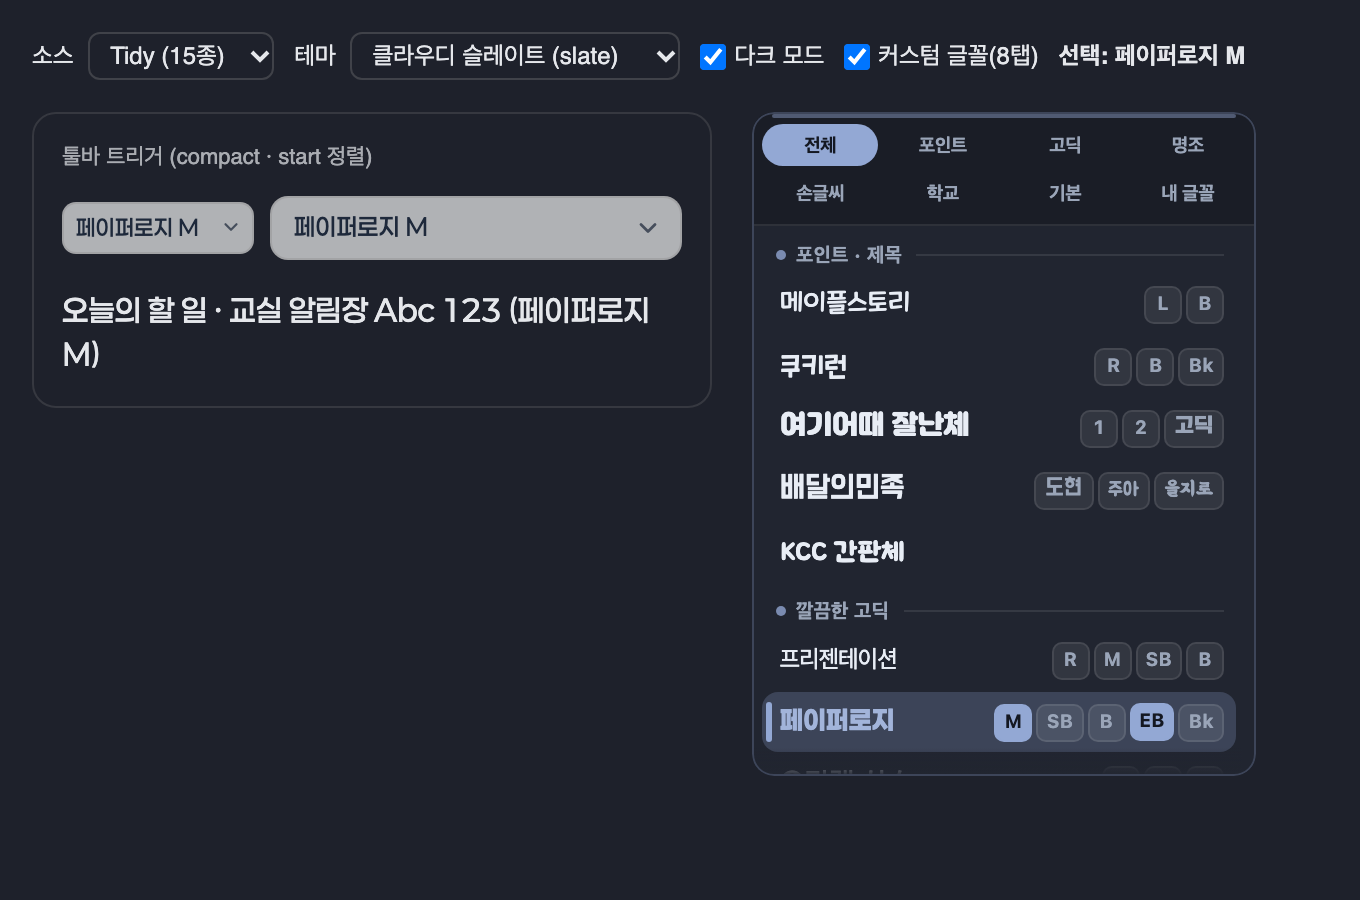 소스 Tidy (15종) 테마 클라우디 슬레이트 (slate) 다크 모드 커스텀 글꼴(8탭) 선택: 페이퍼로지 M
툴바 트리거 (compact · start 정렬)
페이퍼로지 M 페이퍼로지 M
오늘의 할 일 · 교실 알림장 Abc 123 (페이퍼로지
M)
전체 포인트 고딕 명조
손글씨 학교 기본 내 글꼴
포인트 · 제목
메이플스토리 L B
쿠키런 R B Bk
여기어때 잘난체 1 2 고딕
배달의민족 도현 주아 을지로
KCC 간판체
깔끔한 고딕
프리젠테이션 R M SB B
페이퍼로지 M SB B EB Bk